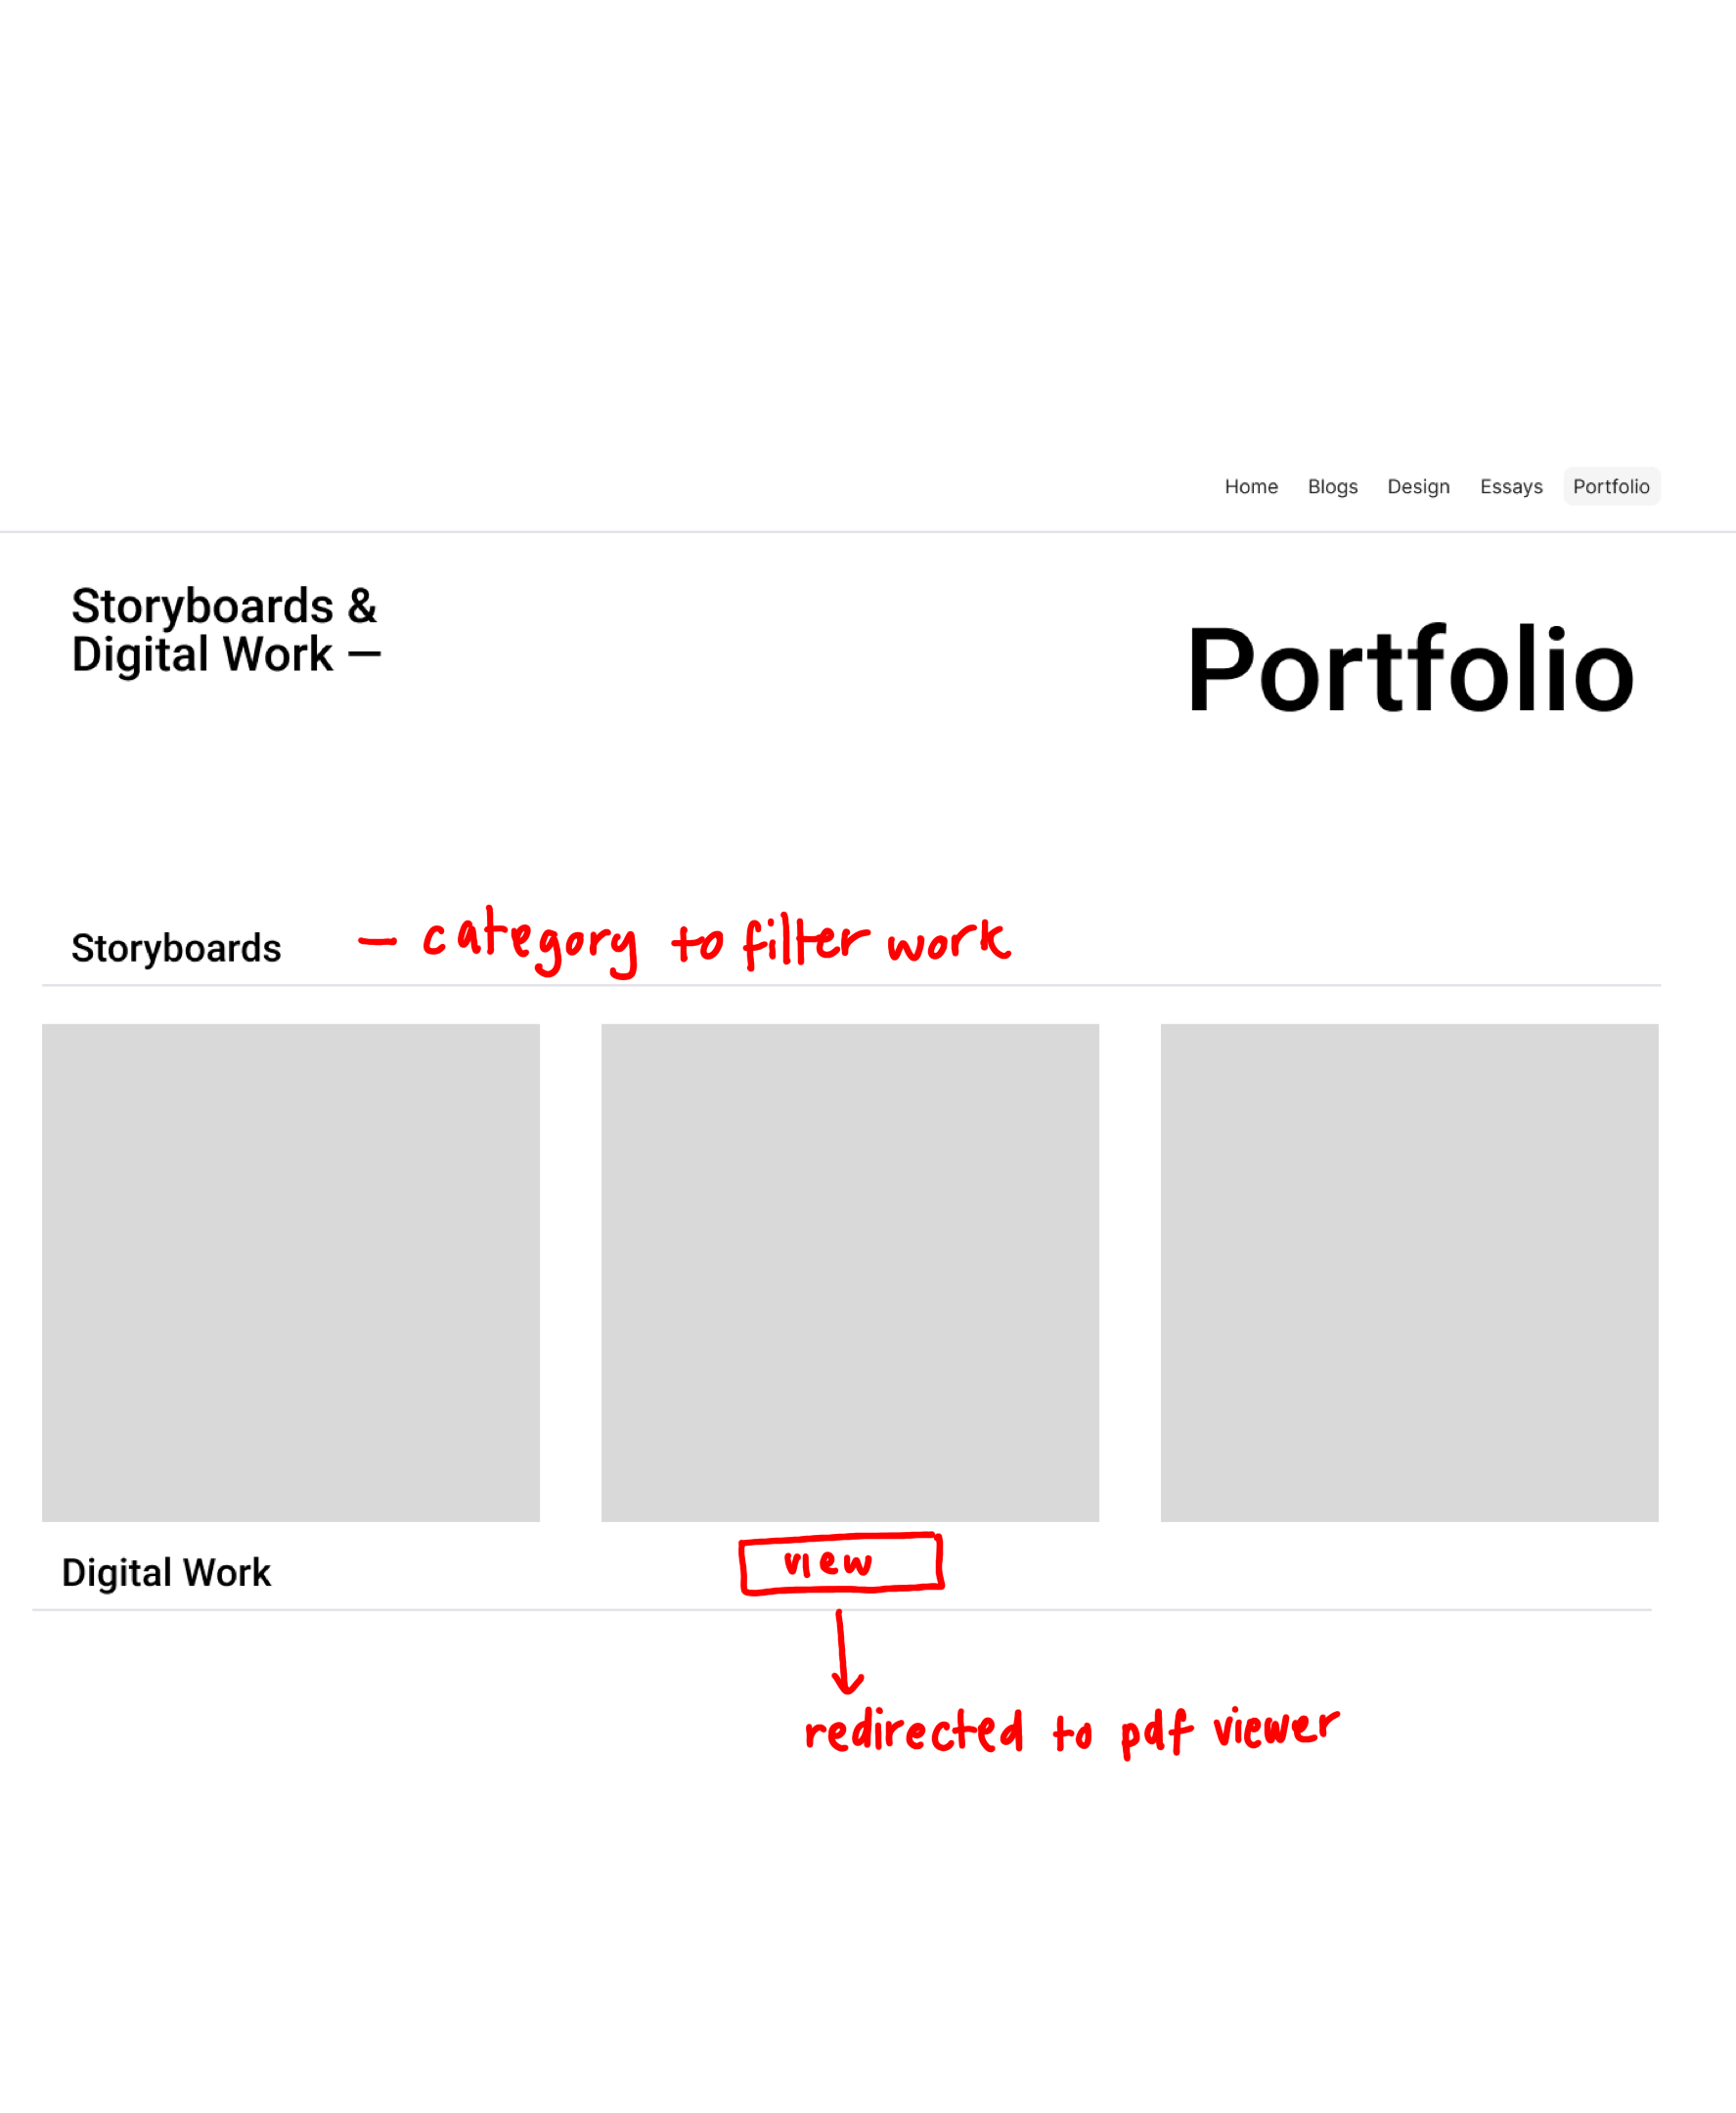 Home Blogs Design Essays Portfolio
Storyboards &
Digital Work —
Portfolio
Storyboards
— category to filter work
view
Digital Work
redirected to pdf viewer